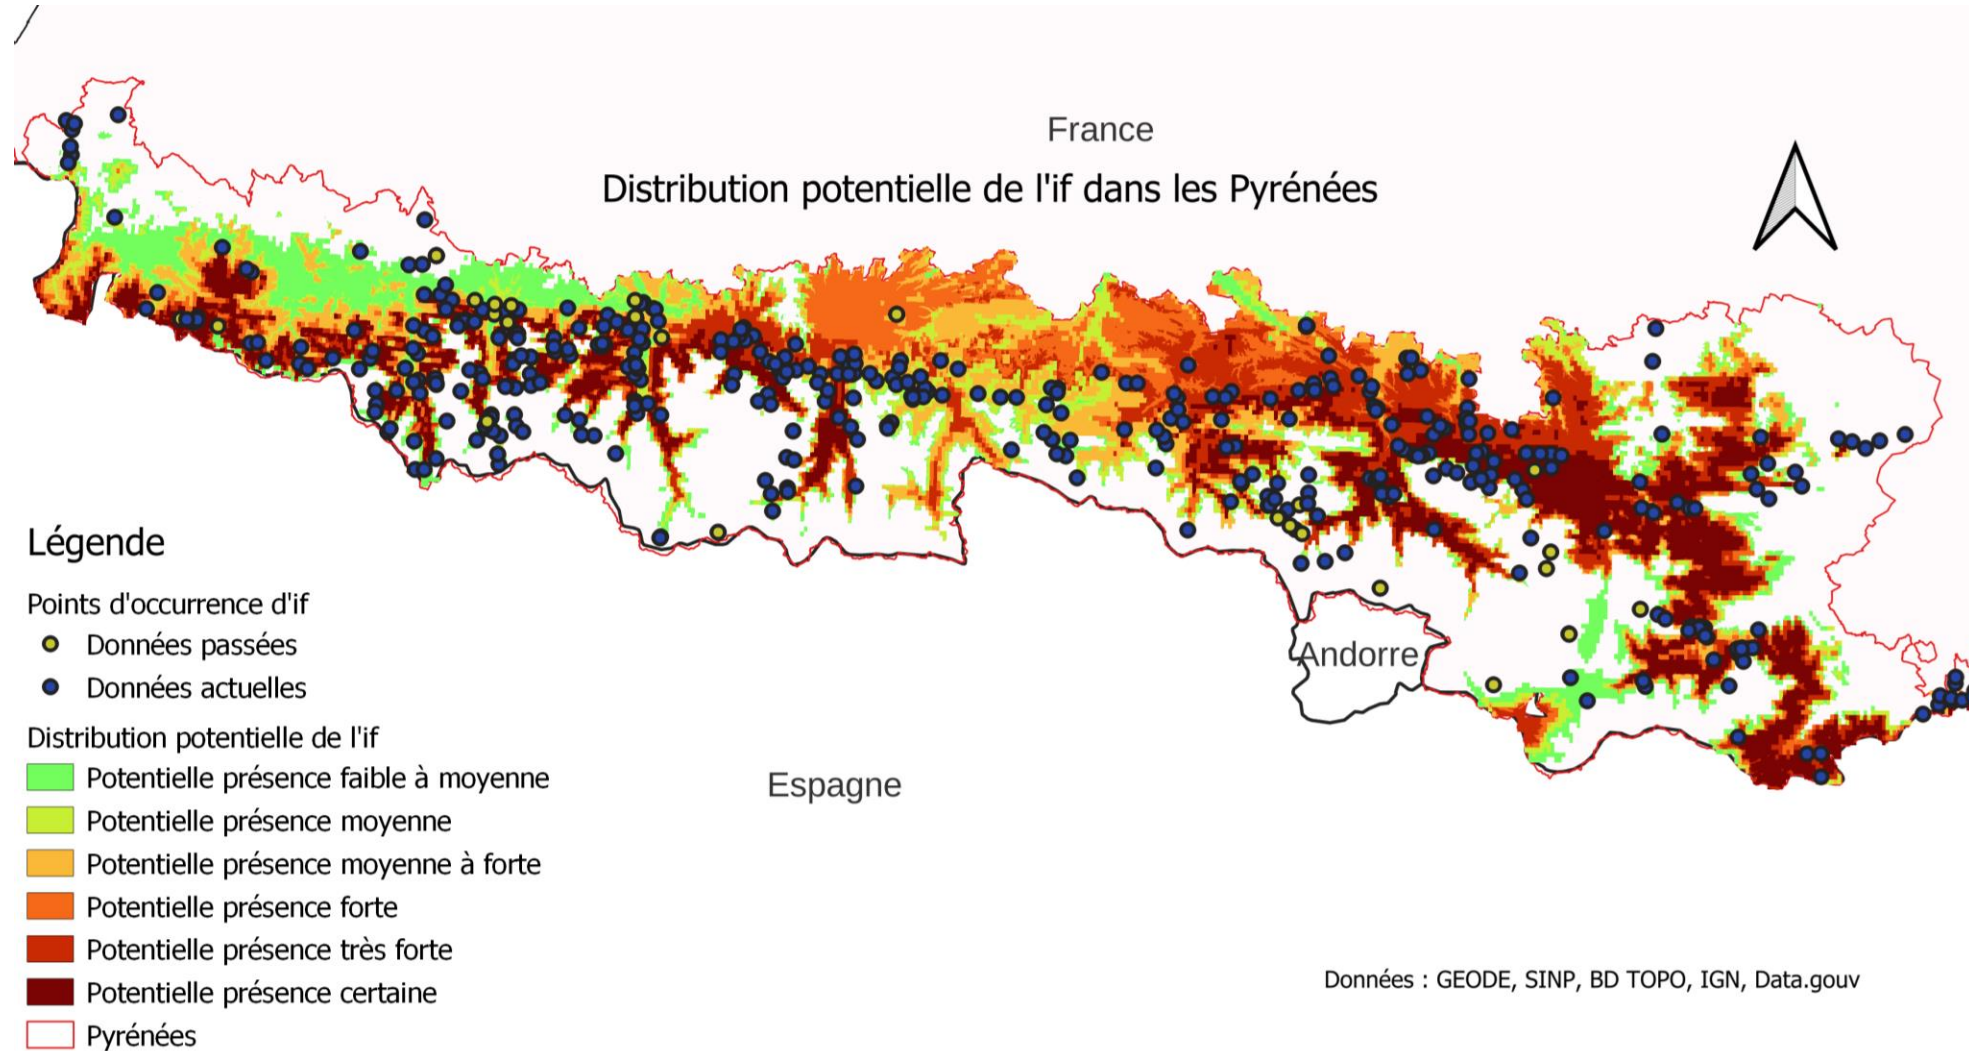 France
Distribution potentielle de l'if dans les Pyrénées
Andorre
Espagne
Légende
Points d'occurrence d'if
Données passées
Données actuelles
Distribution potentielle de l'if
Potentielle présence faible à moyenne
Potentielle présence moyenne
Potentielle présence moyenne à forte
Potentielle présence forte
Potentielle présence très forte
Potentielle présence certaine
Pyrénées
Données : GEODE, SINP, BD TOPO, IGN, Data.gouv